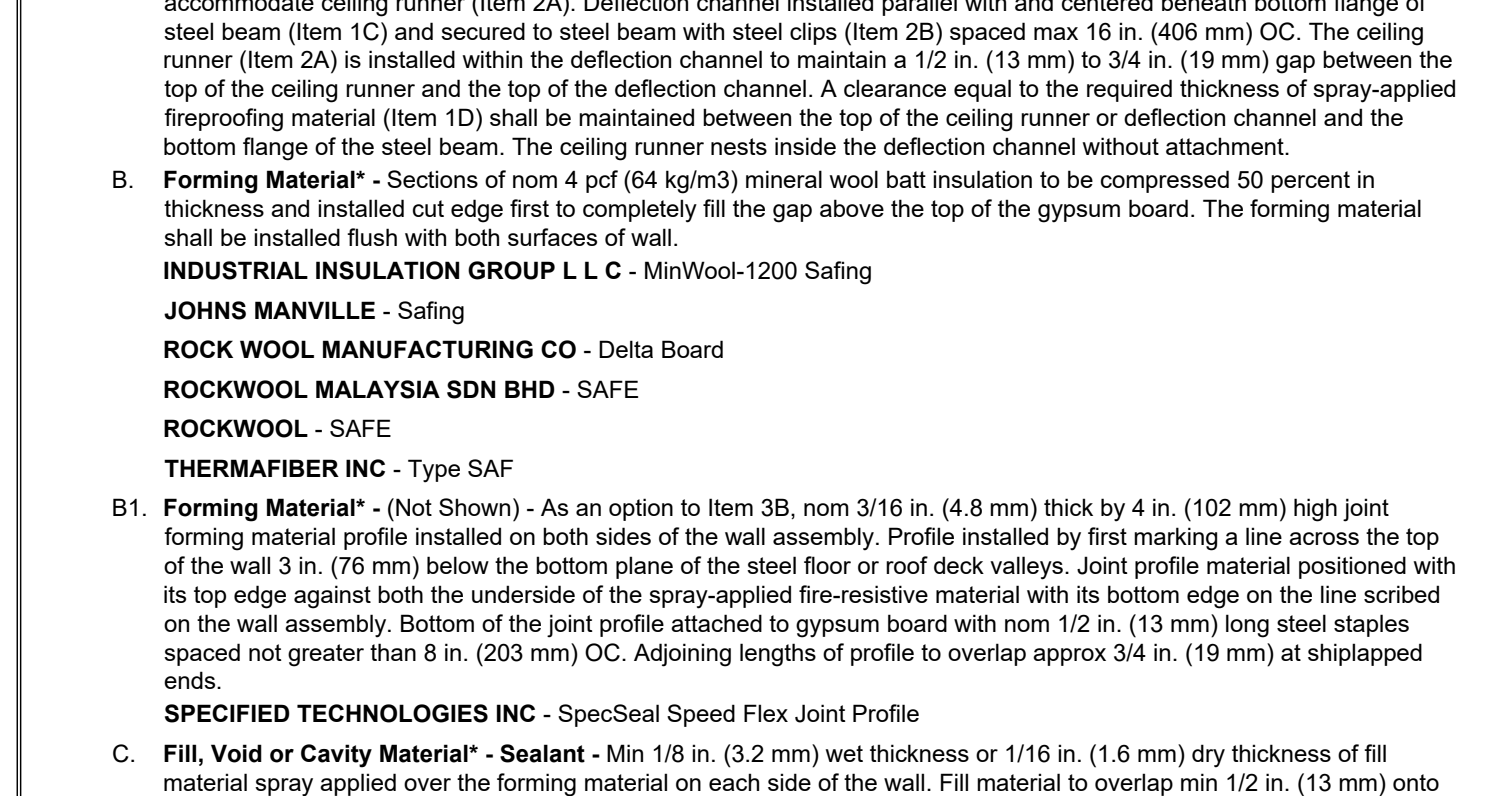 accommodate ceiling runner (Item 2A). Deflection channel installed parallel with and centered beneath bottom flange of
steel beam (Item 1C) and secured to steel beam with steel clips (Item 2B) spaced max 16 in. (406 mm) OC. The ceiling
runner (Item 2A) is installed within the deflection channel to maintain a 1/2 in. (13 mm) to 3/4 in. (19 mm) gap between the
top of the ceiling runner and the top of the deflection channel. A clearance equal to the required thickness of spray-applied
fireproofing material (Item 1D) shall be maintained between the top of the ceiling runner or deflection channel and the
bottom flange of the steel beam. The ceiling runner nests inside the deflection channel without attachment.
B. Forming Material* - Sections of nom 4 pcf (64 kg/m3) mineral wool batt insulation to be compressed 50 percent in
thickness and installed cut edge first to completely fill the gap above the top of the gypsum board. The forming material
shall be installed flush with both surfaces of wall.
INDUSTRIAL INSULATION GROUP L L C - MinWool-1200 Safing
JOHNS MANVILLE - Safing
ROCK WOOL MANUFACTURING CO - Delta Board
ROCKWOOL MALAYSIA SDN BHD - SAFE
ROCKWOOL - SAFE
THERMAFIBER INC - Type SAF
B1. Forming Material* - (Not Shown) - As an option to Item 3B, nom 3/16 in. (4.8 mm) thick by 4 in. (102 mm) high joint
forming material profile installed on both sides of the wall assembly. Profile installed by first marking a line across the top
of the wall 3 in. (76 mm) below the bottom plane of the steel floor or roof deck valleys. Joint profile material positioned with
its top edge against both the underside of the spray-applied fire-resistive material with its bottom edge on the line scribed
on the wall assembly. Bottom of the joint profile attached to gypsum board with nom 1/2 in. (13 mm) long steel staples
spaced not greater than 8 in. (203 mm) OC. Adjoining lengths of profile to overlap approx 3/4 in. (19 mm) at shiplapped
ends.
SPECIFIED TECHNOLOGIES INC - SpecSeal Speed Flex Joint Profile
C. Fill, Void or Cavity Material* - Sealant - Min 1/8 in. (3.2 mm) wet thickness or 1/16 in. (1.6 mm) dry thickness of fill
material spray applied over the forming material on each side of the wall. Fill material to overlap min 1/2 in. (13 mm) onto